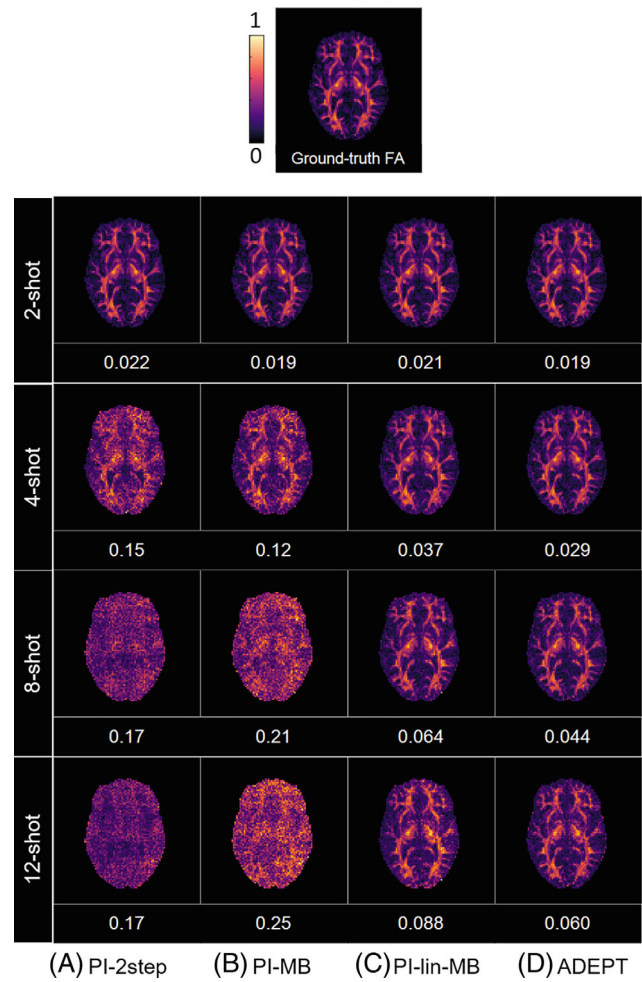 1
0
Ground-truth FA
2-shot
0.022 0.019 0.021 0.019
4-shot
0.15 0.12 0.037 0.029
8-shot
0.17 0.21 0.064 0.044
12-shot
0.17 0.25 0.088 0.060
(A) PI-2step (B) PI-MB (C) PI-lin-MB (D) ADEPT